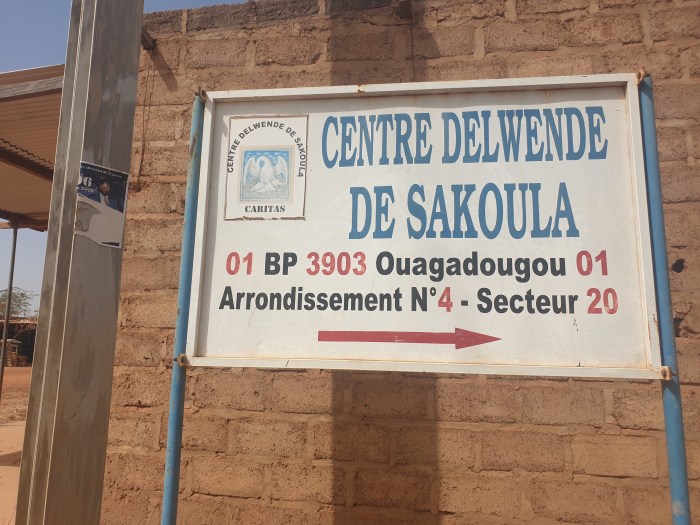 CENTRE DELWENDE DE SAKOULA
CARITAS
CENTRE DELWENDE
DE SAKOULA
01 BP 3903 Ouagadougou 01
Arrondissement N°4 - Secteur 20